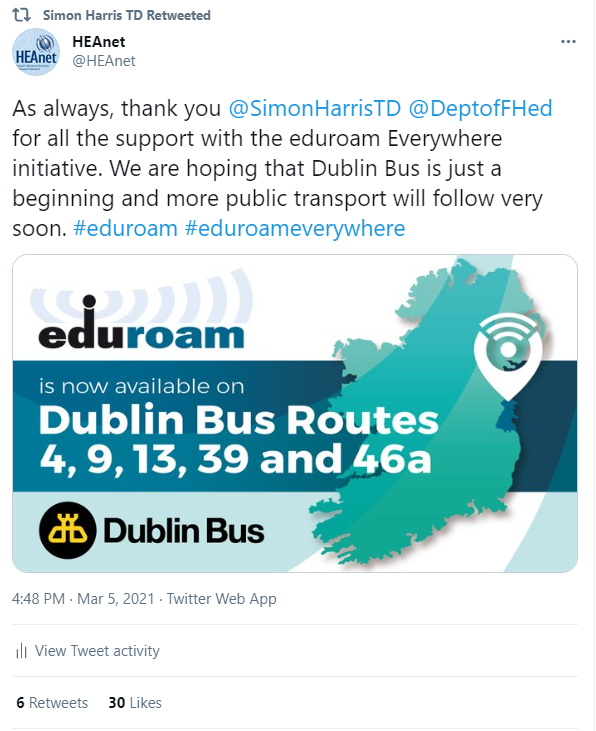 Simon Harris TD Retweeted
HEAnet
HEAnet
@HEAnet
As always, thank you @SimonHarrisTD @DeptofFHed
for all the support with the eduroam Everywhere
initiative. We are hoping that Dublin Bus is just a
beginning and more public transport will follow very
soon. #eduroam #eduroameverywhere
eduroam
is now available on
Dublin Bus Routes
4, 9, 13, 39 and 46a
Dublin Bus
4:48 PM · Mar 5, 2021 · Twitter Web App
View Tweet activity
6 Retweets 30 Likes